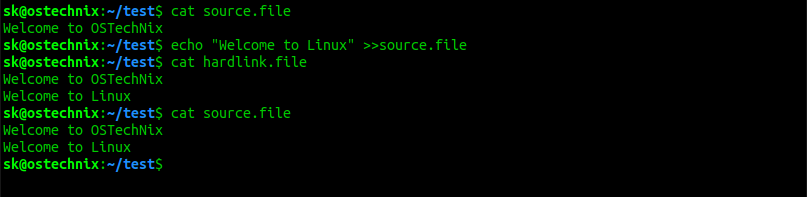 sk@ostechnix:~/test$ cat source.file
Welcome to OSTechNix
sk@ostechnix:~/test$ echo "Welcome to Linux" >>source.file
sk@ostechnix:~/test$ cat hardlink.file
Welcome to OSTechNix
Welcome to Linux
sk@ostechnix:~/test$ cat source.file
Welcome to OSTechNix
Welcome to Linux
sk@ostechnix:~/test$